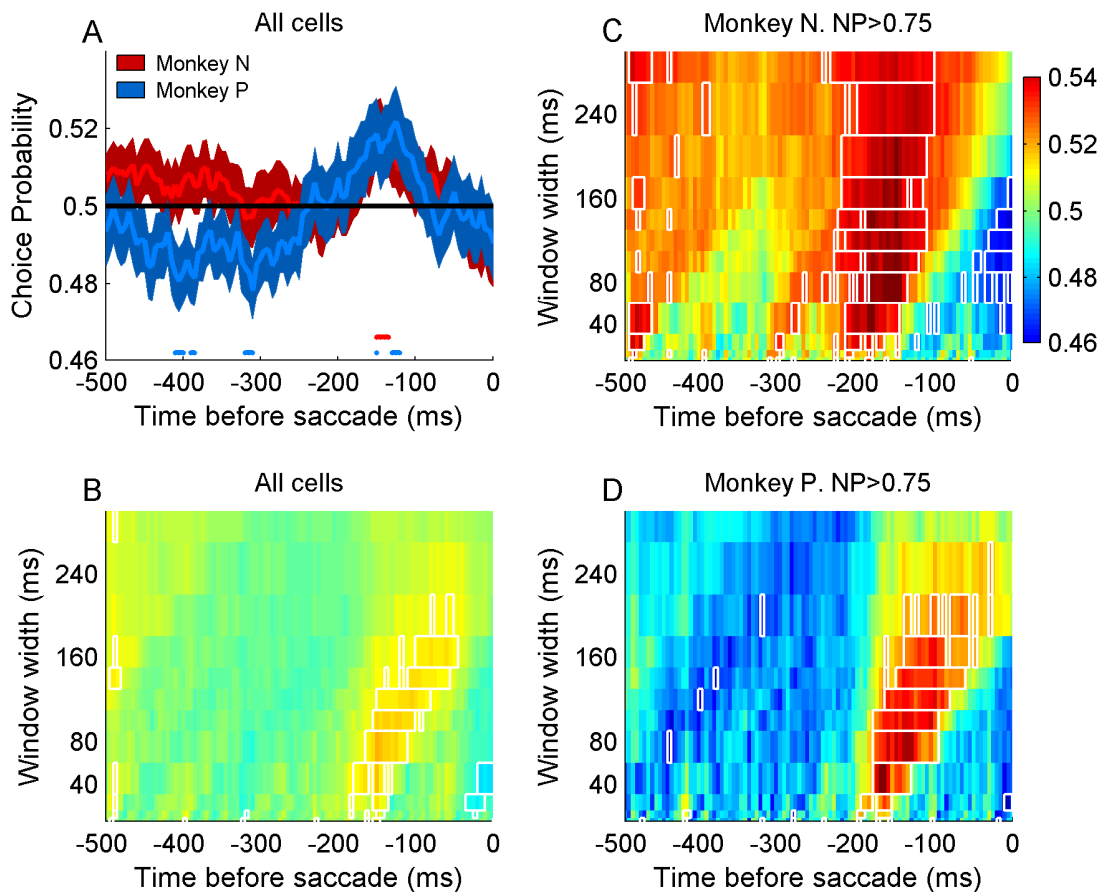 A
All cells
Monkey N
Monkey P
Choice Probability
0.52
0.5
0.48
0.46
-500 -400 -300 -200 -100 0
Time before saccade (ms)
C
Monkey N. NP>0.75
Window width (ms)
240
160
80
40
-500 -400 -300 -200 -100 0
Time before saccade (ms)
0.54
0.52
0.5
0.48
0.46
B
All cells
Window width (ms)
240
160
80
40
-500 -400 -300 -200 -100 0
Time before saccade (ms)
D
Monkey P. NP>0.75
Window width (ms)
240
160
80
40
-500 -400 -300 -200 -100 0
Time before saccade (ms)